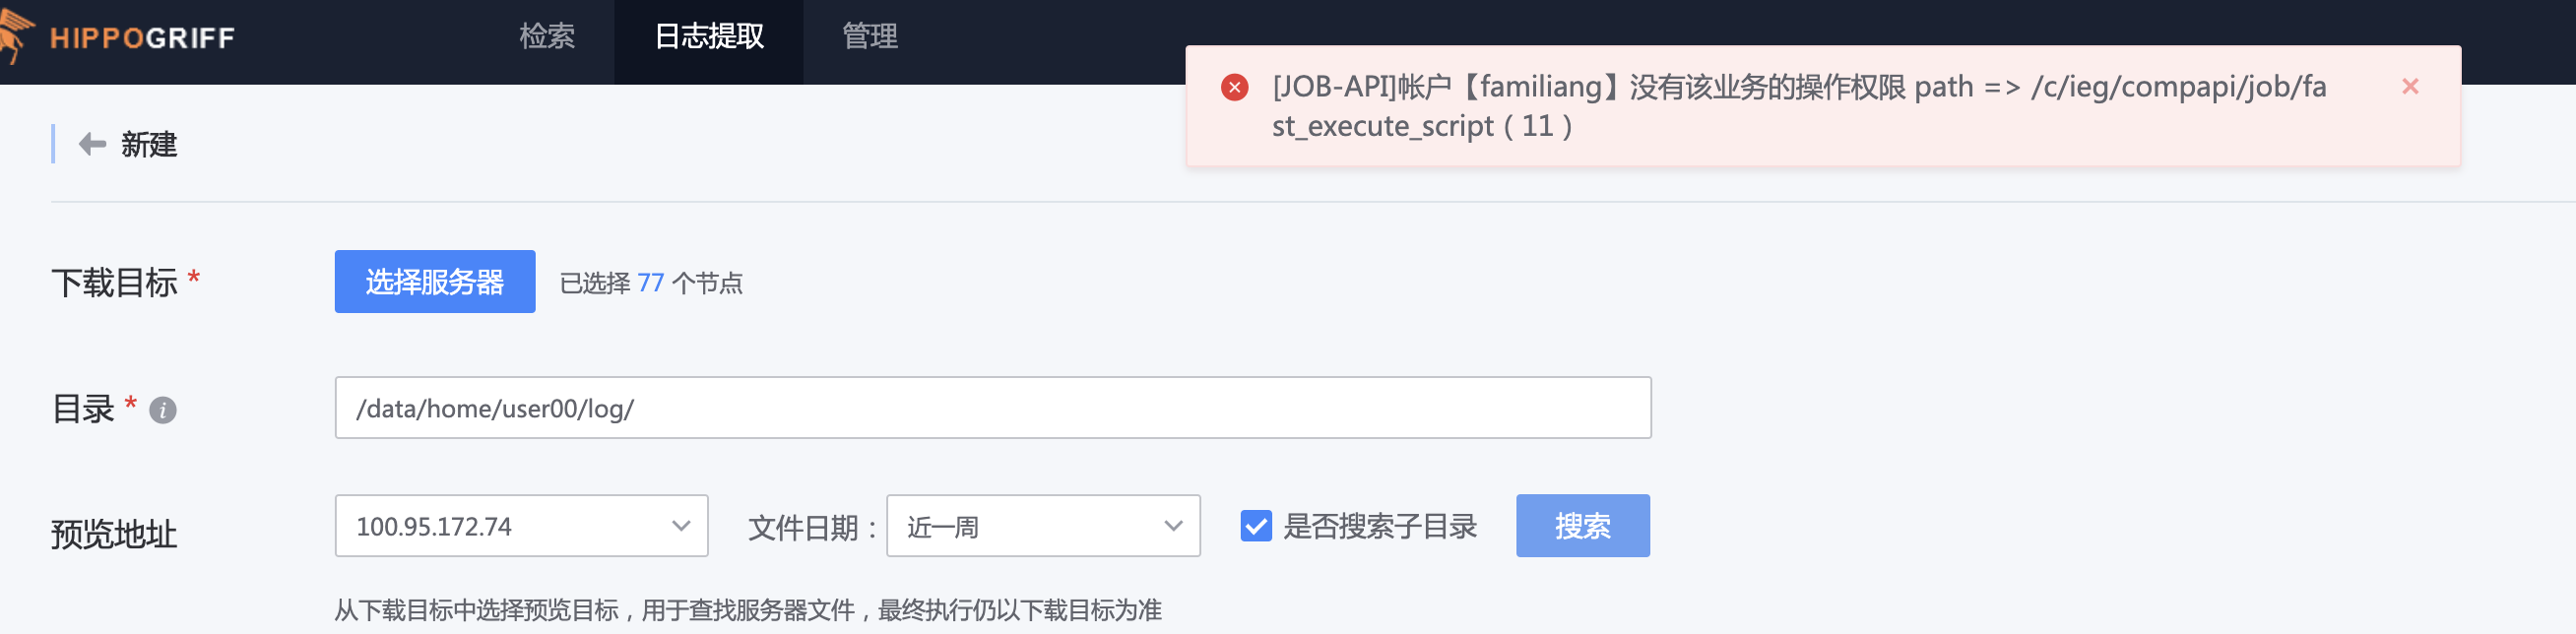 HIPPOGRIFF 检索 日志提取 管理
[JOB-API]帐户【familiang】没有该业务的操作权限 path => /c/ieg/compapi/job/fa
st_execute_script（11）
新建
下载目标 * 选择服务器 已选择 77 个节点
目录 * i /data/home/user00/log/
预览地址 100.95.172.74 文件日期： 近一周 是否搜索子目录 搜索
从下载目标中选择预览目标，用于查找服务器文件，最终执行仍以下载目标为准